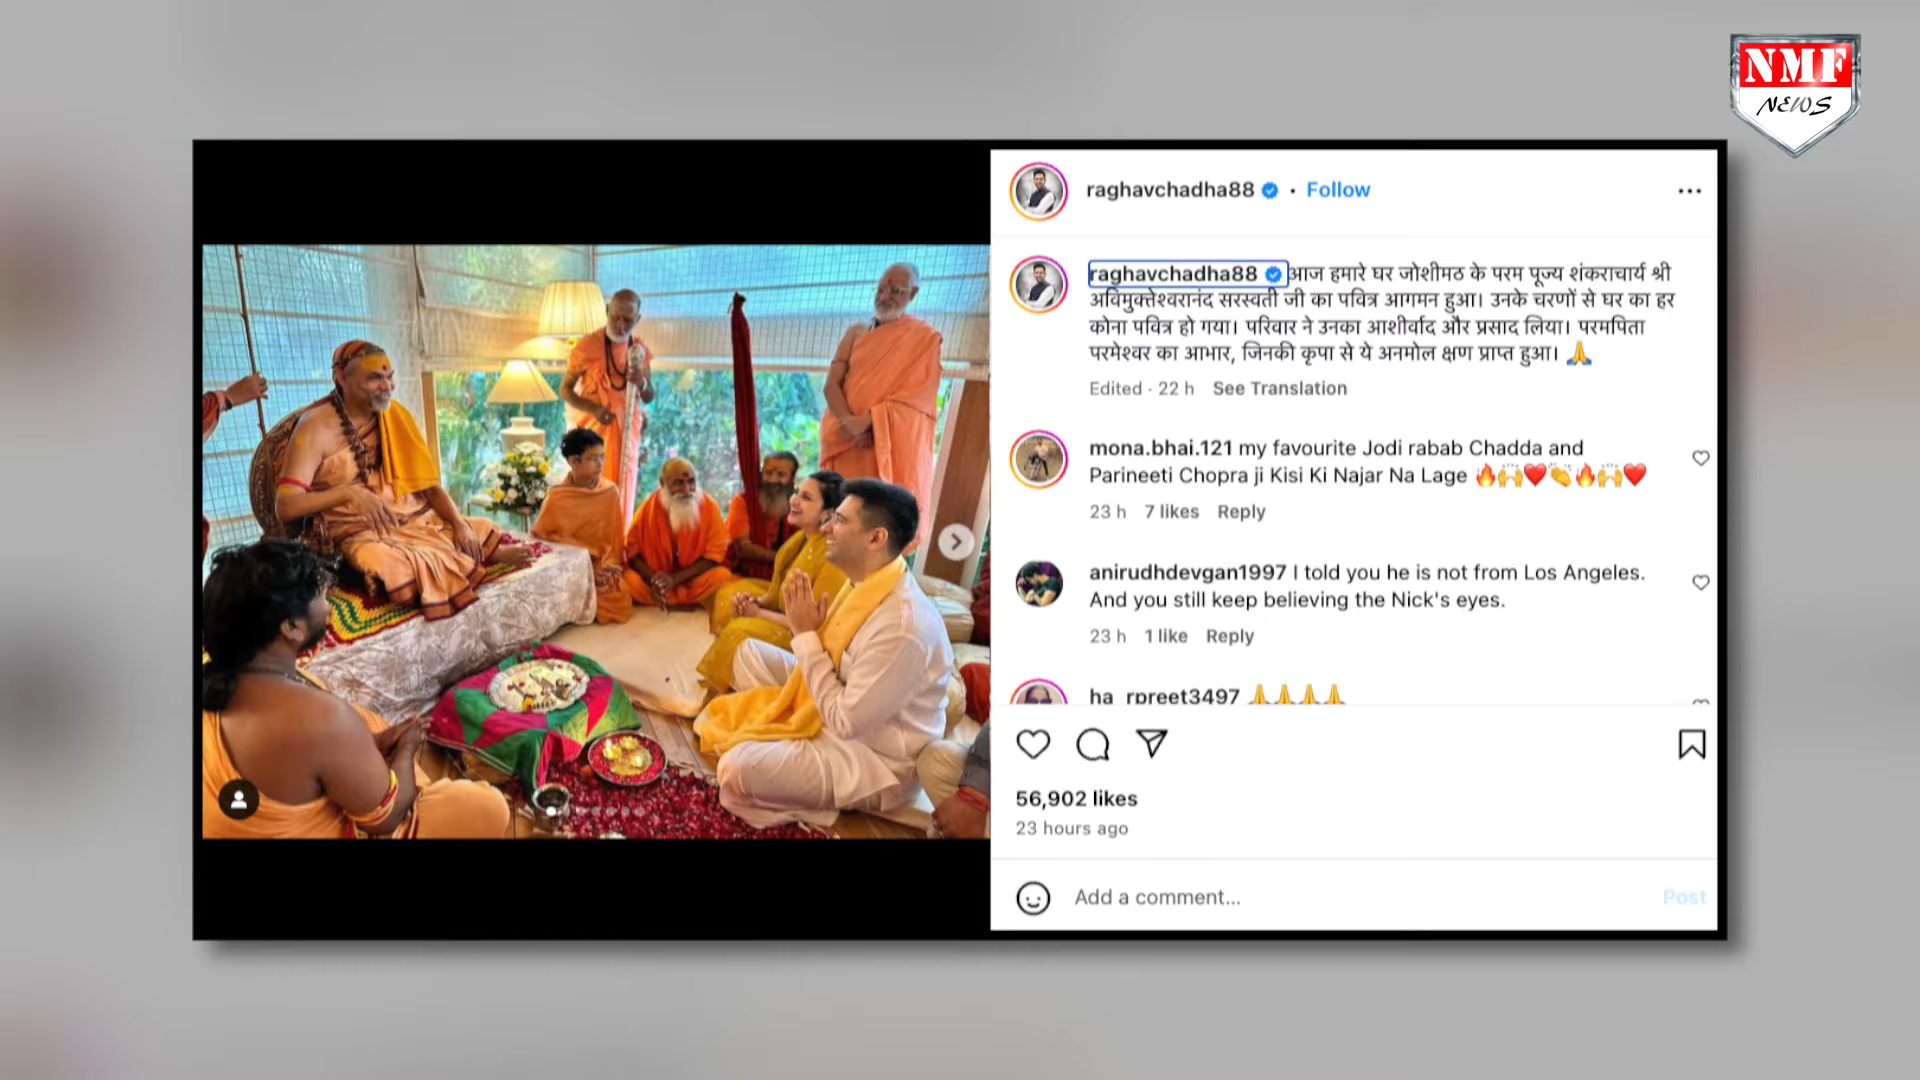 NMF
NEWS
raghavchadha88 • Follow
raghavchadha88 आज हमारे घर जोशीमठ के परम पूज्य शंकराचार्य श्री
अविमुक्तेश्वरानंद सरस्वती जी का पवित्र आगमन हुआ। उनके चरणों से घर का हर
कोना पवित्र हो गया। परिवार ने उनका आशीर्वाद और प्रसाद लिया। परमपिता
परमेश्वर का आभार, जिनकी कृपा से ये अनमोल क्षण प्राप्त हुआ। 🙏
Edited · 22 h See Translation
mona.bhai.121 my favourite Jodi rabab Chadda and
Parineeti Chopra ji Kisi Ki Najar Na Lage 🔥🙌❤️👏🔥🙌❤️
23 h 7 likes Reply
anirudhdevgan1997 I told you he is not from Los Angeles.
And you still keep believing the Nick's eyes.
23 h 1 like Reply
ha_rpreet3497 🙏🙏🙏🙏
56,902 likes
23 hours ago
Add a comment... Post